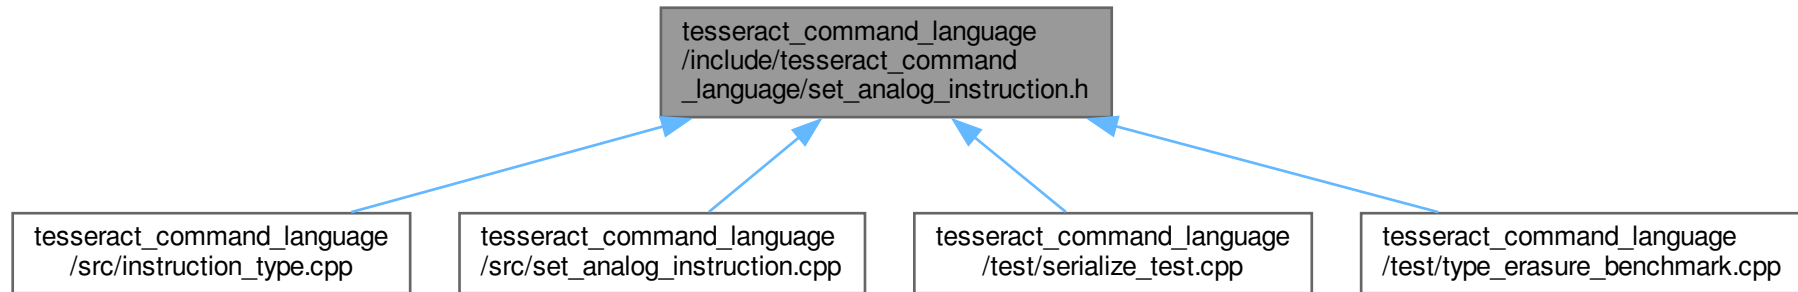 tesseract_command_language
/include/tesseract_command
_language/set_analog_instruction.h
tesseract_command_language
/src/instruction_type.cpp
tesseract_command_language
/src/set_analog_instruction.cpp
tesseract_command_language
/test/serialize_test.cpp
tesseract_command_language
/test/type_erasure_benchmark.cpp